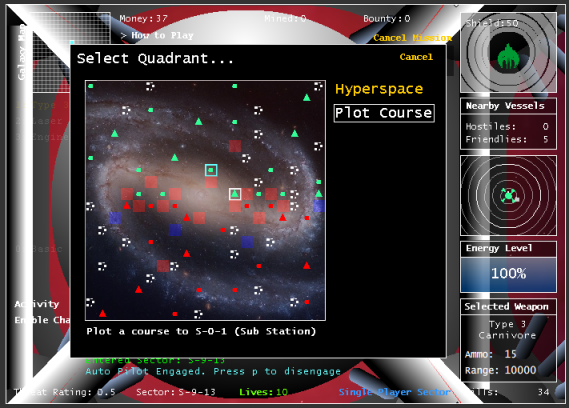 Money:37
Mined:0
Bounty:0
Shield:50
> How to Play
Cancel Mission
Galaxy Map
Select Quadrant...
Cancel
Hyperspace
Plot Course
Nearby Vessels
Hostiles: 0
Friendlies: 5
Energy Level
100%
Selected Weapon
Type 3
Carnivore
Ammo: 15
Range: 10000
Plot a course to S-0-1 (Sub Station)
Entered Sector: S-9-13
Auto Pilot Engaged. Press p to disengage
Threat Rating: 0.5
Sector:S-9-13
Lives:10
Single Player Sector
34